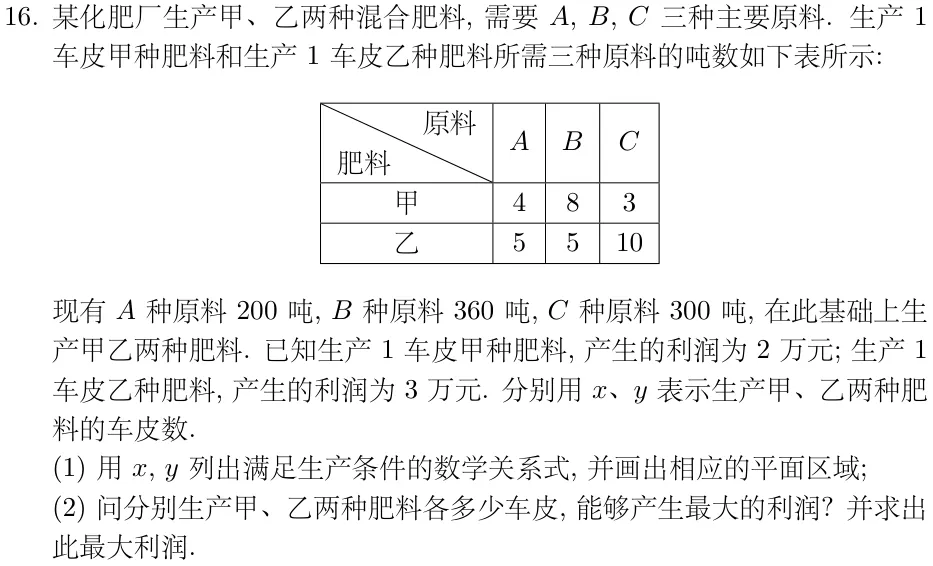 16. 某化肥厂生产甲、乙两种混合肥料, 需要 A, B, C 三种主要原料. 生产 1
车皮甲种肥料和生产 1 车皮乙种肥料所需三种原料的吨数如下表所示:
原料
肥料
A B C
甲 4 8 3
乙 5 5 10
现有 A 种原料 200 吨, B 种原料 360 吨, C 种原料 300 吨, 在此基础上生
产甲乙两种肥料. 已知生产 1 车皮甲种肥料, 产生的利润为 2 万元; 生产 1
车皮乙种肥料, 产生的利润为 3 万元. 分别用 x、y 表示生产甲、乙两种肥
料的车皮数.
(1) 用 x, y 列出满足生产条件的数学关系式, 并画出相应的平面区域;
(2) 问分别生产甲、乙两种肥料各多少车皮, 能够产生最大的利润? 并求出
此最大利润.